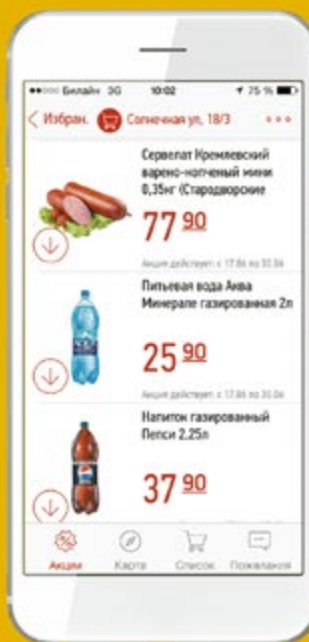 Билайн 3G 10:02 75 %
Избран. Солнечная ул, 18/3
Сервелат Кремлевский
варено-копченый мини
0,35кг (Стародворские
77 90
Акция действует: с 17.06 по 30.06
Питьевая вода Аква
Минерале газированная 2л
25 90
Акция действует: с 17.06 по 30.06
Напиток газированный
Пепси 2.25л
37 90
Акции Карта Список Пожелания